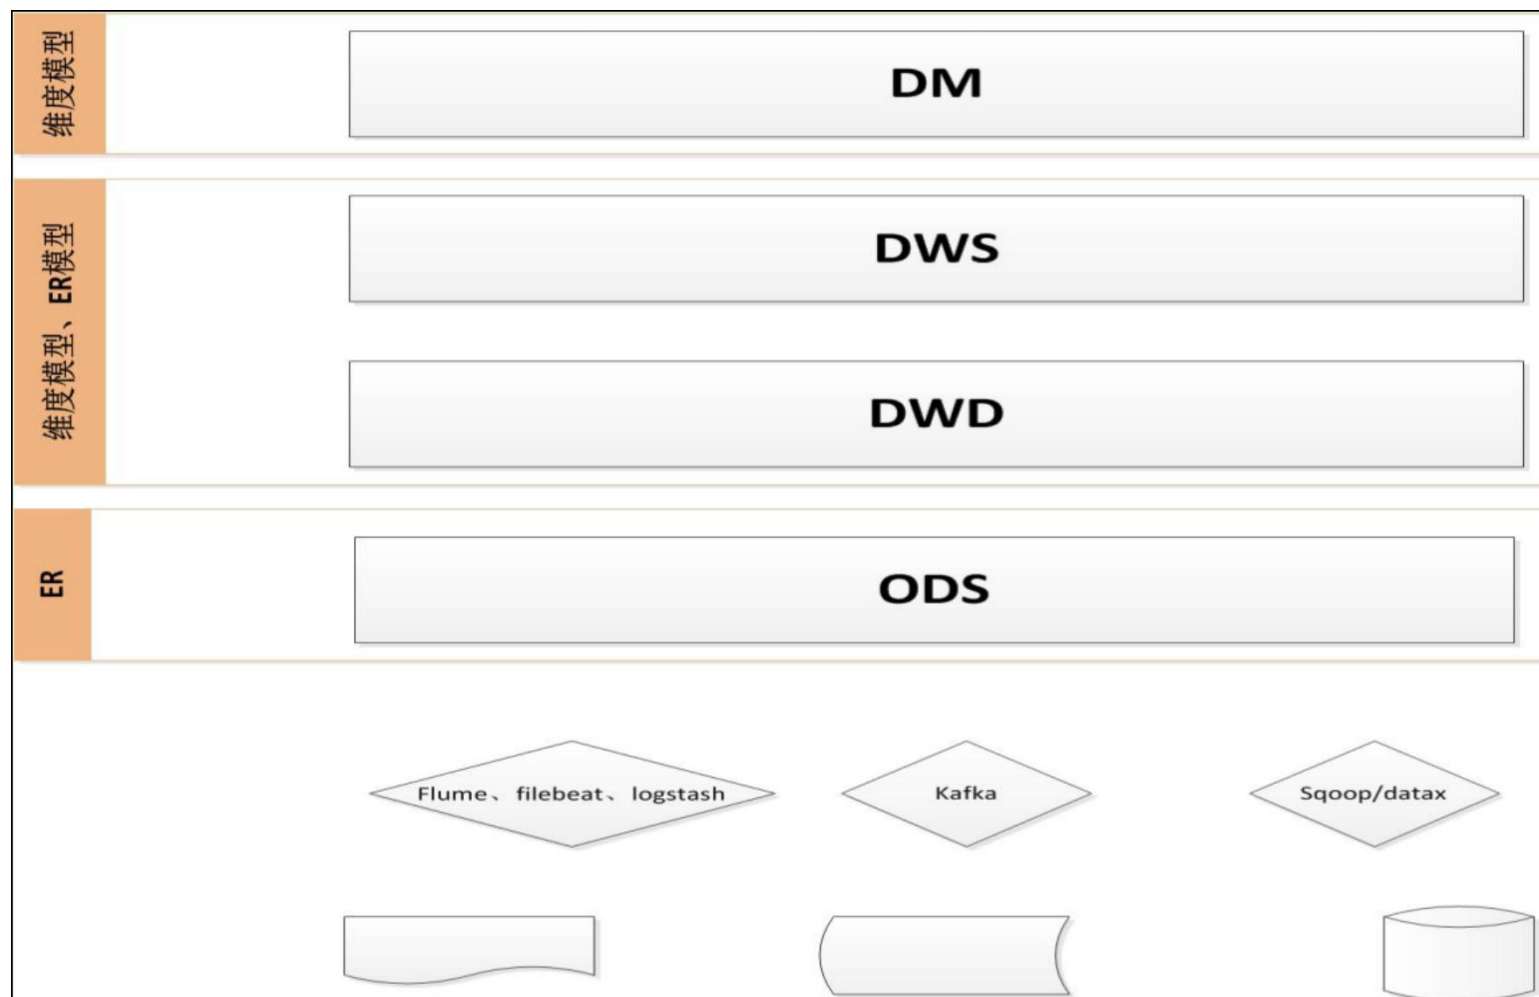 维度模型
DM
维度模型、ER模型
DWS
DWD
ER
ODS
Flume、filebeat、logstash
Kafka
Sqoop/datax